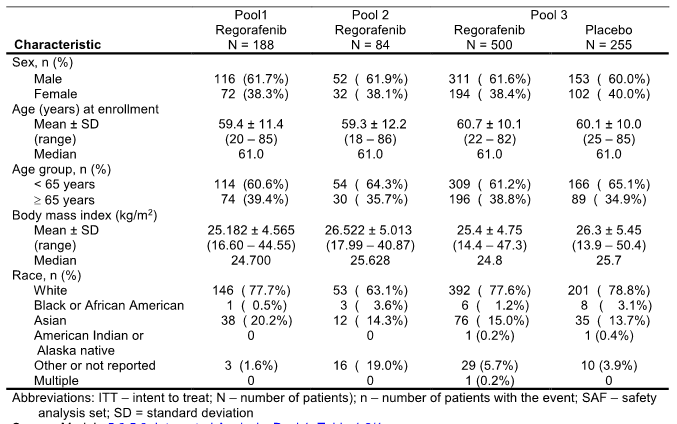 Pool1 Pool 2 Pool 3
Regorafenib Regorafenib Regorafenib Placebo
Characteristic N = 188 N = 84 N = 500 N = 255
Sex, n (%)
Male 116 (61.7%) 52 ( 61.9%) 311 ( 61.6%) 153 ( 60.0%)
Female 72 (38.3%) 32 ( 38.1%) 194 ( 38.4%) 102 ( 40.0%)
Age (years) at enrollment
Mean ± SD 59.4 ± 11.4 59.3 ± 12.2 60.7 ± 10.1 60.1 ± 10.0
(range) (20 – 85) (18 – 86) (22 – 82) (25 – 85)
Median 61.0 61.0 61.0 61.0
Age group, n (%)
< 65 years 114 (60.6%) 54 ( 64.3%) 309 ( 61.2%) 166 ( 65.1%)
≥ 65 years 74 (39.4%) 30 ( 35.7%) 196 ( 38.8%) 89 ( 34.9%)
Body mass index (kg/m²)
Mean ± SD 25.182 ± 4.565 26.522 ± 5.013 25.4 ± 4.75 26.3 ± 5.45
(range) (16.60 – 44.55) (17.99 – 40.87) (14.4 – 47.3) (13.9 – 50.4)
Median 24.700 25.628 24.8 25.7
Race, n (%)
White 146 ( 77.7%) 53 ( 63.1%) 392 ( 77.6%) 201 ( 78.8%)
Black or African American 1 ( 0.5%) 3 ( 3.6%) 6 ( 1.2%) 8 ( 3.1%)
Asian 38 ( 20.2%) 12 ( 14.3%) 76 ( 15.0%) 35 ( 13.7%)
American Indian or 0 0 1 (0.2%) 1 (0.4%)
Alaska native
Other or not reported 3 (1.6%) 16 ( 19.0%) 29 (5.7%) 10 (3.9%)
Multiple 0 0 1 (0.2%) 0
Abbreviations: ITT – intent to treat; N – number of patients); n – number of patients with the event; SAF – safety
analysis set; SD = standard deviation